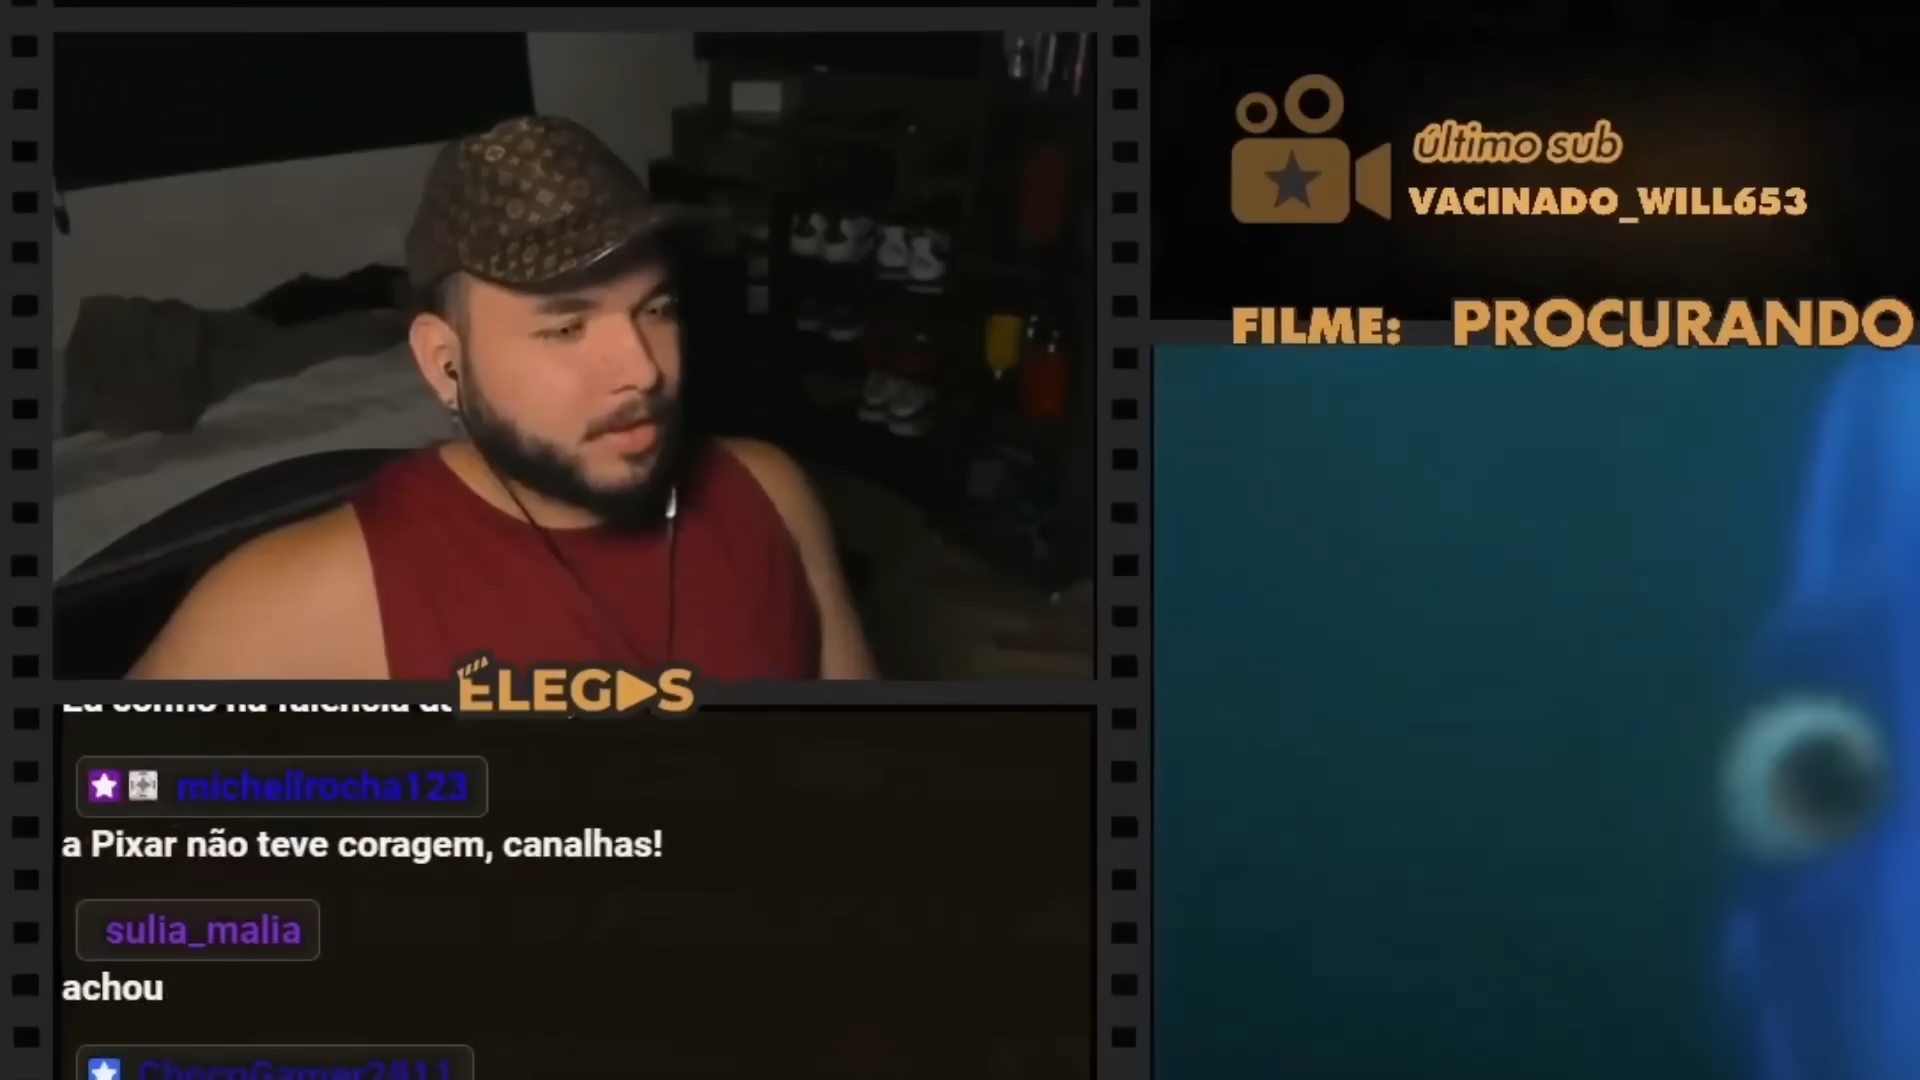 último sub
VACINADO_WILL653
FILME: PROCURANDO
ELEGOS
michellrocha123
a Pixar não teve coragem, canalhas!
sulia_malia
achou